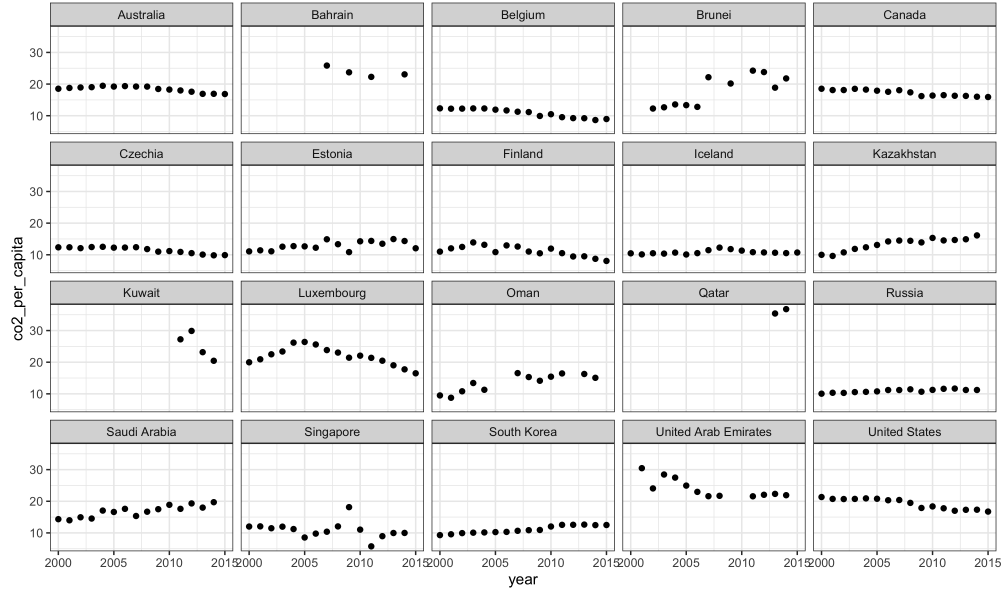 Australia Bahrain Belgium Brunei Canada
30
20
10
Czechia Estonia Finland Iceland Kazakhstan
30
20
10
Kuwait Luxembourg Oman Qatar Russia
30
20
10
Saudi Arabia Singapore South Korea United Arab Emirates United States
30
20
10
2000 2005 2010 2015 2000 2005 2010 2015 2000 2005 2010 2015 2000 2005 2010 2015 2000 2005 2010 2015
year
co2_per_capita